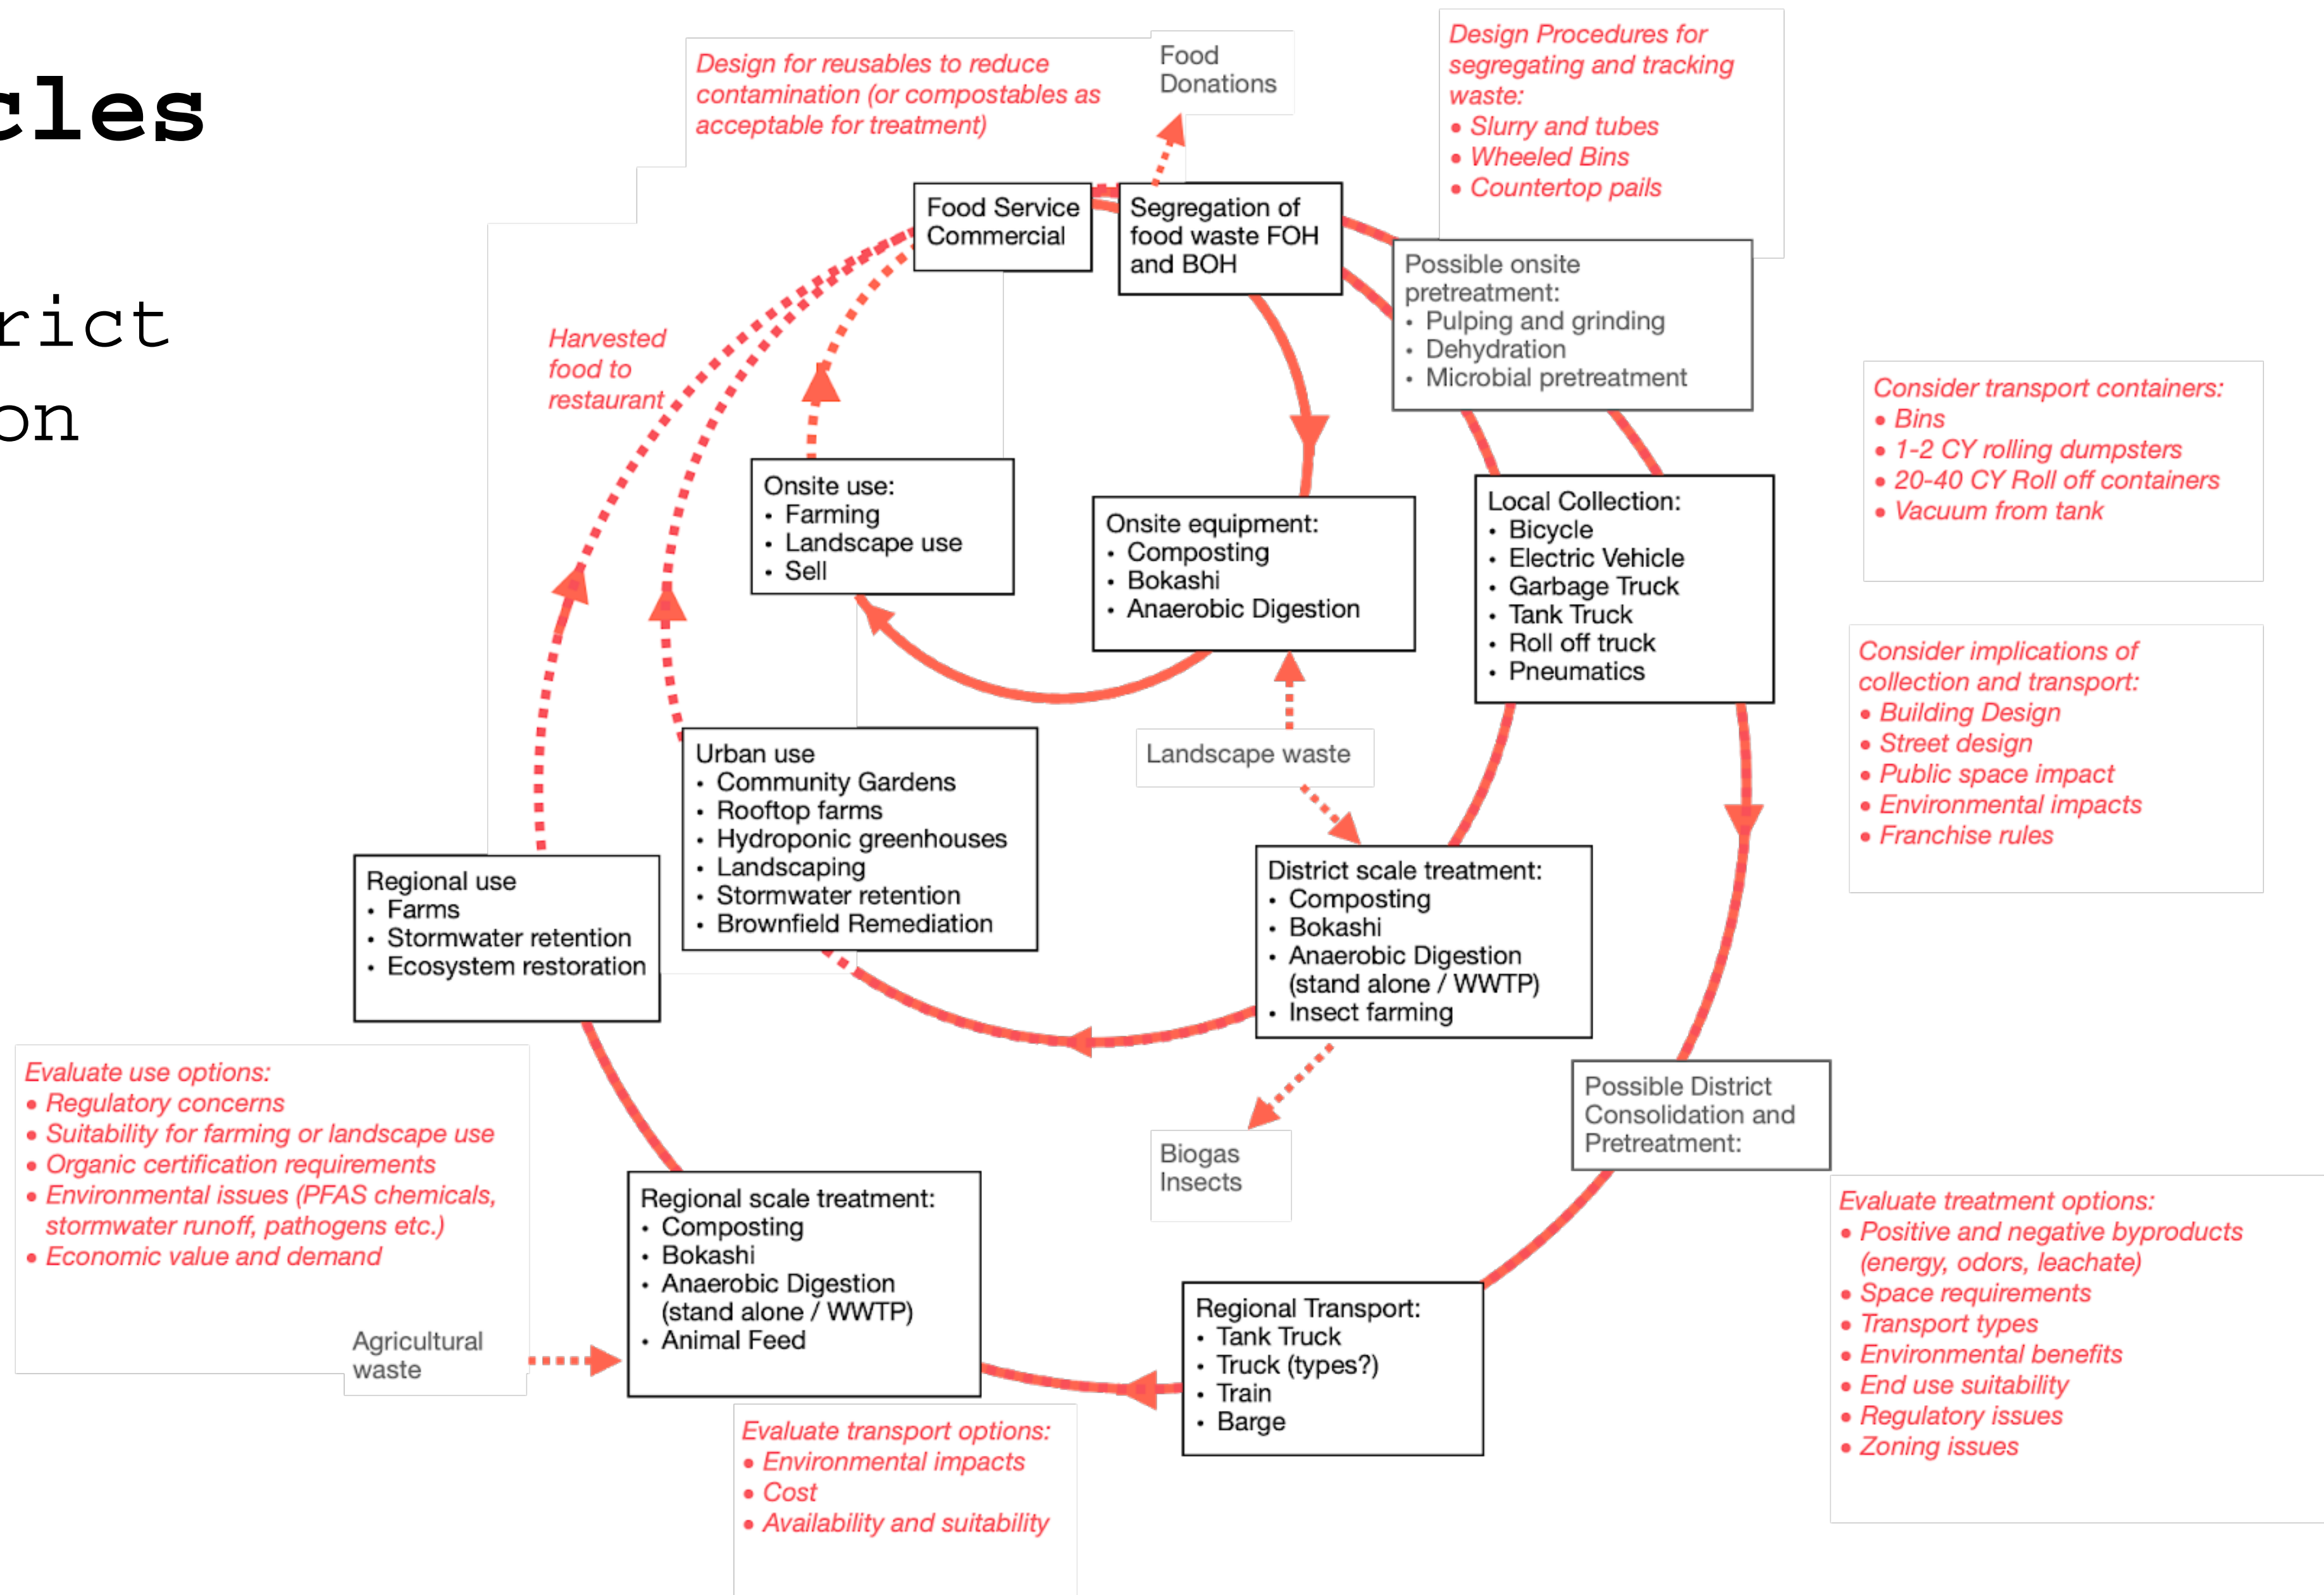 cles
rict
on
Design for reusables to reduce
contamination (or compostables as
acceptable for treatment)
Food
Donations
Design Procedures for
segregating and tracking
waste:
• Slurry and tubes
• Wheeled Bins
• Countertop pails
Food Service
Commercial
Segregation of
food waste FOH
and BOH
Possible onsite
pretreatment:
• Pulping and grinding
• Dehydration
• Microbial pretreatment
Harvested
food to
restaurant
Consider transport containers:
• Bins
• 1-2 CY rolling dumpsters
• 20-40 CY Roll off containers
• Vacuum from tank
Onsite use:
• Farming
• Landscape use
• Sell
Onsite equipment:
• Composting
• Bokashi
• Anaerobic Digestion
Local Collection:
• Bicycle
• Electric Vehicle
• Garbage Truck
• Tank Truck
• Roll off truck
• Pneumatics
Consider implications of
collection and transport:
• Building Design
• Street design
• Public space impact
• Environmental impacts
• Franchise rules
Landscape waste
Urban use
• Community Gardens
• Rooftop farms
• Hydroponic greenhouses
• Landscaping
• Stormwater retention
• Brownfield Remediation
Regional use
• Farms
• Stormwater retention
• Ecosystem restoration
District scale treatment:
• Composting
• Bokashi
• Anaerobic Digestion
(stand alone / WWTP)
• Insect farming
Evaluate use options:
• Regulatory concerns
• Suitability for farming or landscape use
• Organic certification requirements
• Environmental issues (PFAS chemicals,
stormwater runoff, pathogens etc.)
• Economic value and demand
Possible District
Consolidation and
Pretreatment:
Biogas
Insects
Regional scale treatment:
• Composting
• Bokashi
• Anaerobic Digestion
(stand alone / WWTP)
• Animal Feed
Agricultural
waste
Regional Transport:
• Tank Truck
• Truck (types?)
• Train
• Barge
Evaluate treatment options:
• Positive and negative byproducts
(energy, odors, leachate)
• Space requirements
• Transport types
• Environmental benefits
• End use suitability
• Regulatory issues
• Zoning issues
Evaluate transport options:
• Environmental impacts
• Cost
• Availability and suitability